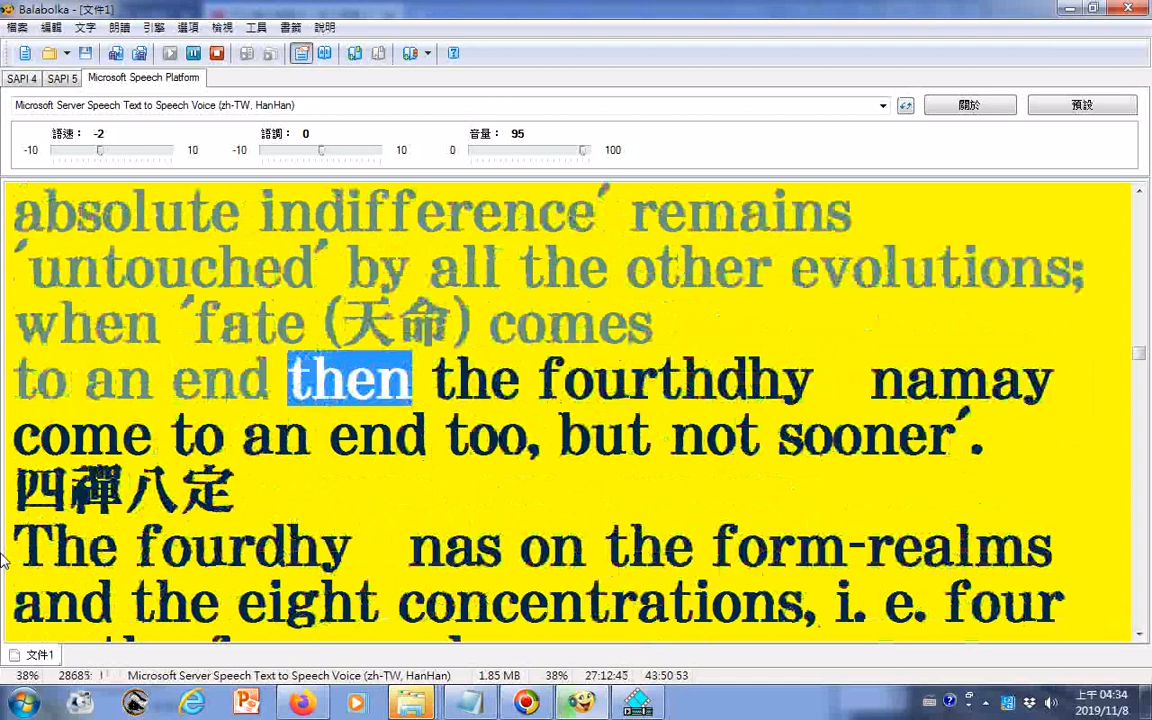 Balabolka - [文件1]
檔案 編輯 文字 朗讀 引擎 選項 檢視 工具 書籤 說明
SAPI 4 SAPI 5 Microsoft Speech Platform
Microsoft Server Speech Text to Speech Voice (zh-TW, HanHan) 關於 預設
語速： -2 語調： 0 音量： 95
-10 10 -10 10 0 100
absolute indifference′ remains
′untouched′ by all the other evolutions;
when ′fate (天命) comes
to an end then the fourthdhy namay
come to an end too, but not sooner′.
四禪八定
The fourdhy nas on the form-realms
and the eight concentrations, i. e. four
文件1
38% Microsoft Server Speech Text to Speech Voice (zh-TW, HanHan) 1.85 MB 38% 27:12:45 43:50 53
上午 04:34
2019/11/8